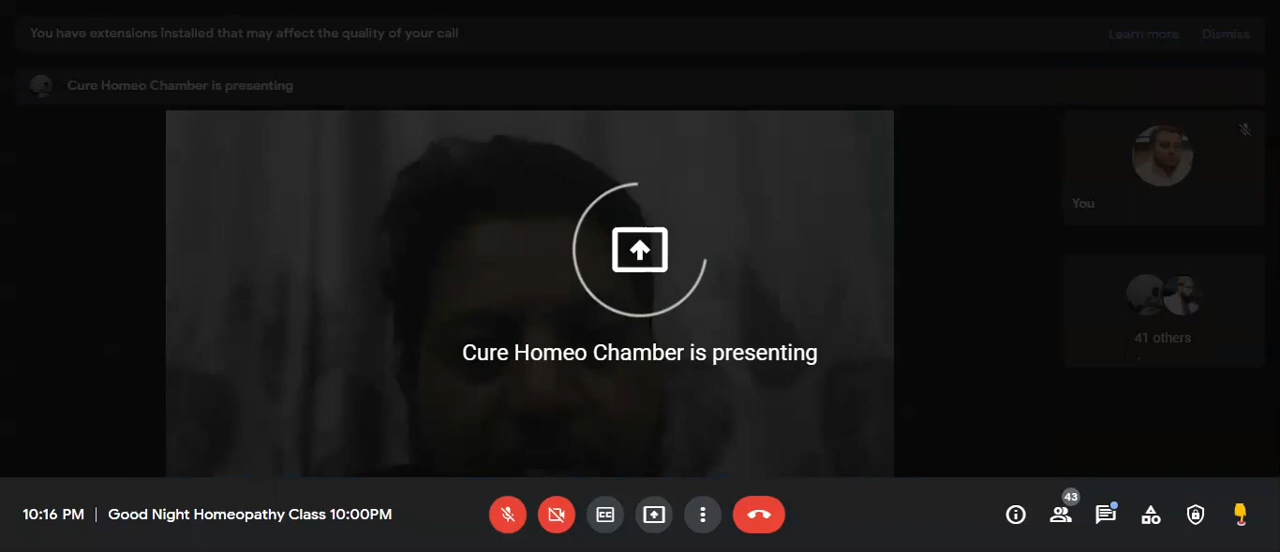 You have extensions installed that may affect the quality of your call
Learn more Dismiss
Cure Homeo Chamber is presenting
You
41 others
Cure Homeo Chamber is presenting
10:16 PM | Good Night Homeopathy Class 10:00PM
CC
43